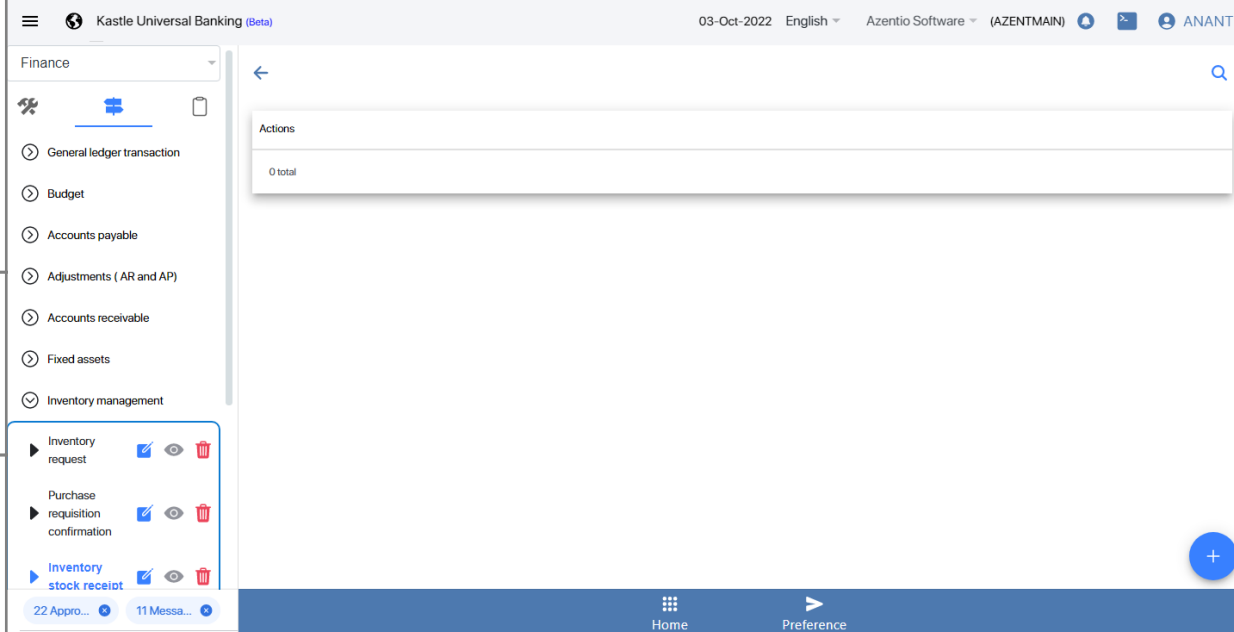 Kastle Universal Banking (Beta)
03-Oct-2022 English Azentio Software (AZENTMAIN) ANANT
Finance
Actions
0 total
General ledger transaction
Budget
Accounts payable
Adjustments ( AR and AP)
Accounts receivable
Fixed assets
Inventory management
Inventory
request
Purchase
requisition
confirmation
Inventory
stock receipt
22 Appro...
11 Messa...
Home
Preference